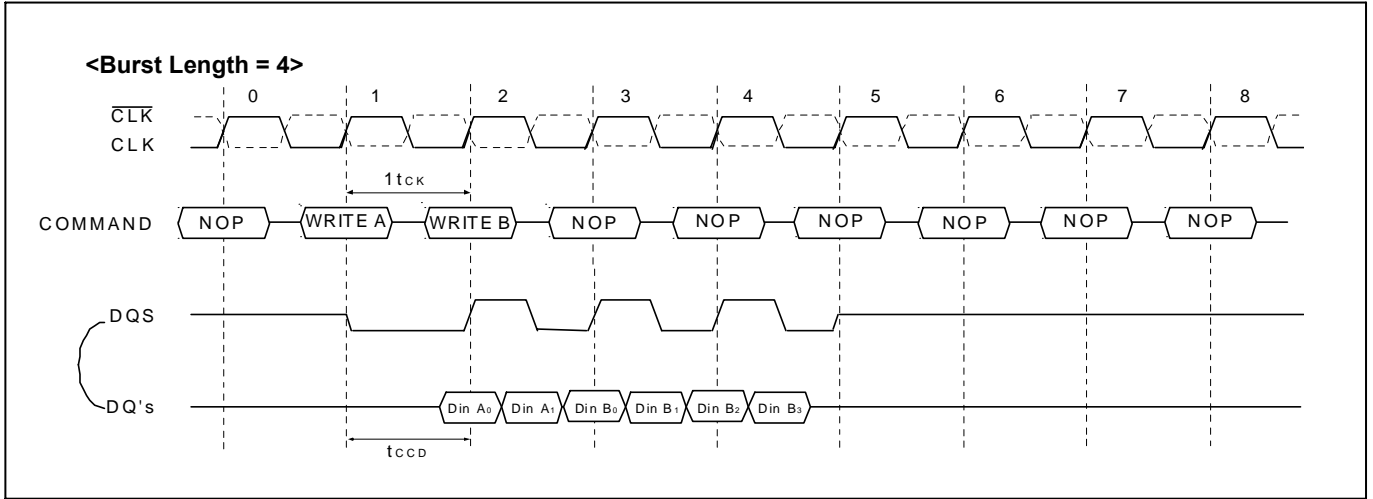 <Burst Length = 4>
0 1 2 3 4 5 6 7 8
CLK
CLK
1tCK
COMMAND NOP WRITE A WRITE B NOP NOP NOP NOP NOP NOP
DQS
DQ's Din A0 Din A1 Din B0 Din B1 Din B2 Din B3
tCCD